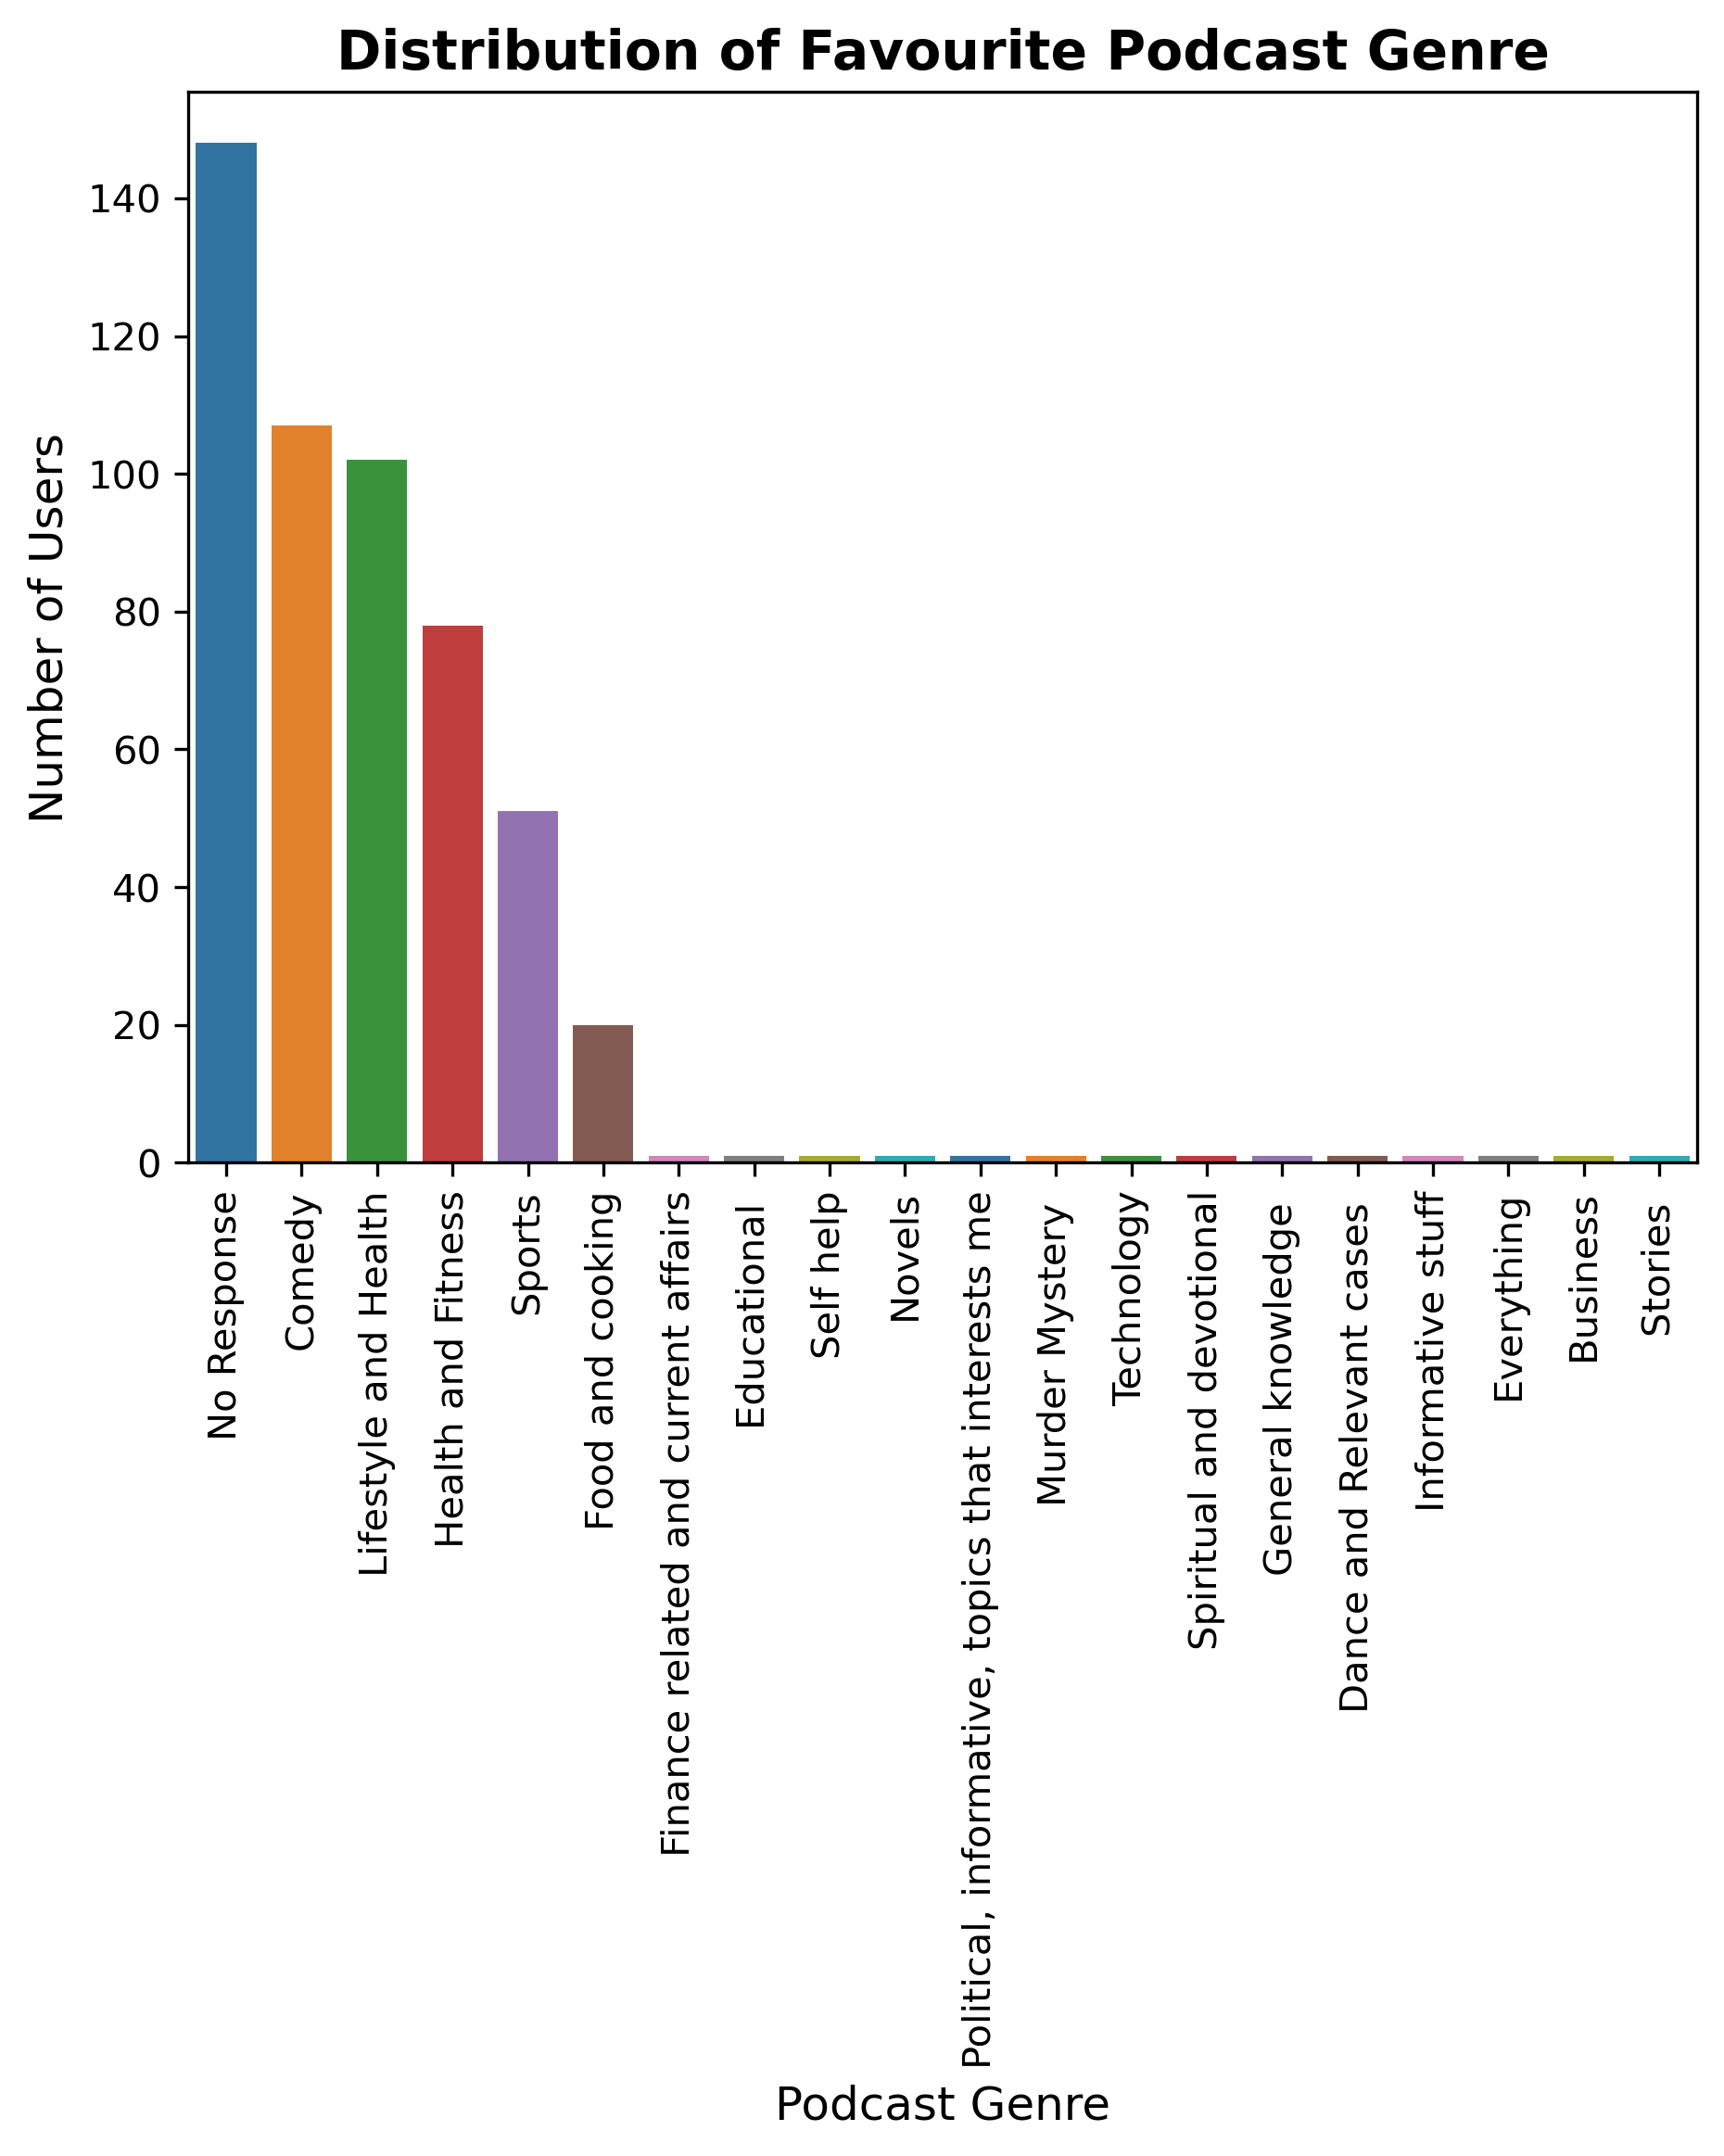 Distribution of Favourite Podcast Genre
Number of Users
140
120
100
80
60
40
20
0
No Response
Comedy
Lifestyle and Health
Health and Fitness
Sports
Food and cooking
Finance related and current affairs
Educational
Self help
Novels
Political, informative, topics that interests me
Murder Mystery
Technology
Spiritual and devotional
General knowledge
Dance and Relevant cases
Informative stuff
Everything
Business
Stories
Podcast Genre